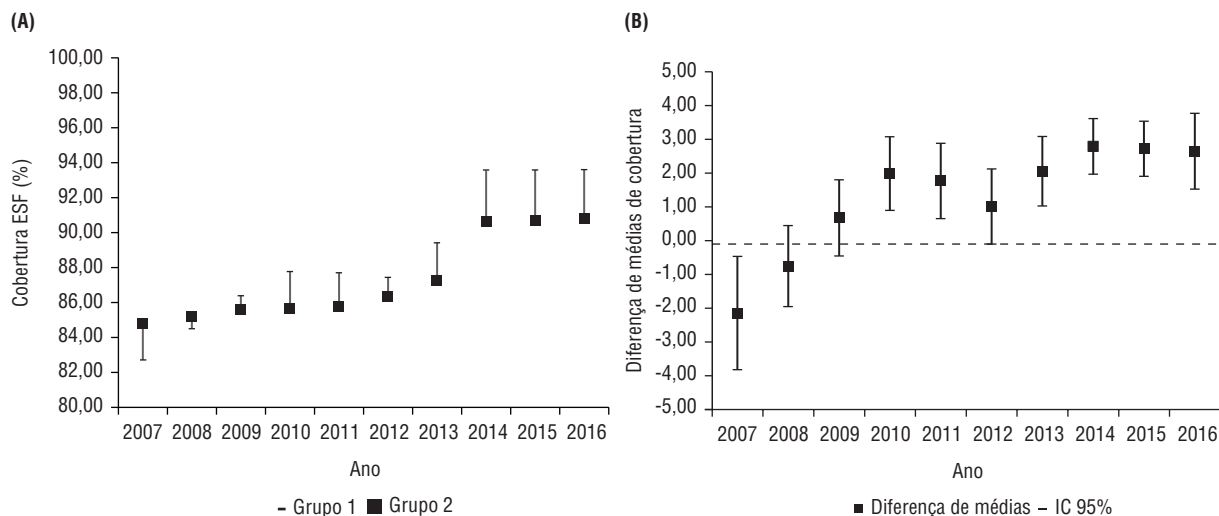 (A)
100,00
98,00
96,00
94,00
92,00
90,00
88,00
86,00
84,00
82,00
80,00
Cobertura ESF (%)
2007 2008 2009 2010 2011 2012 2013 2014 2015 2016
Ano
– Grupo 1 ■ Grupo 2
(B)
5,00
4,00
3,00
2,00
1,00
0,00
-1,00
-2,00
-3,00
-4,00
-5,00
Diferença de médias de cobertura
2007 2008 2009 2010 2011 2012 2013 2014 2015 2016
Ano
■ Diferença de médias – IC 95%